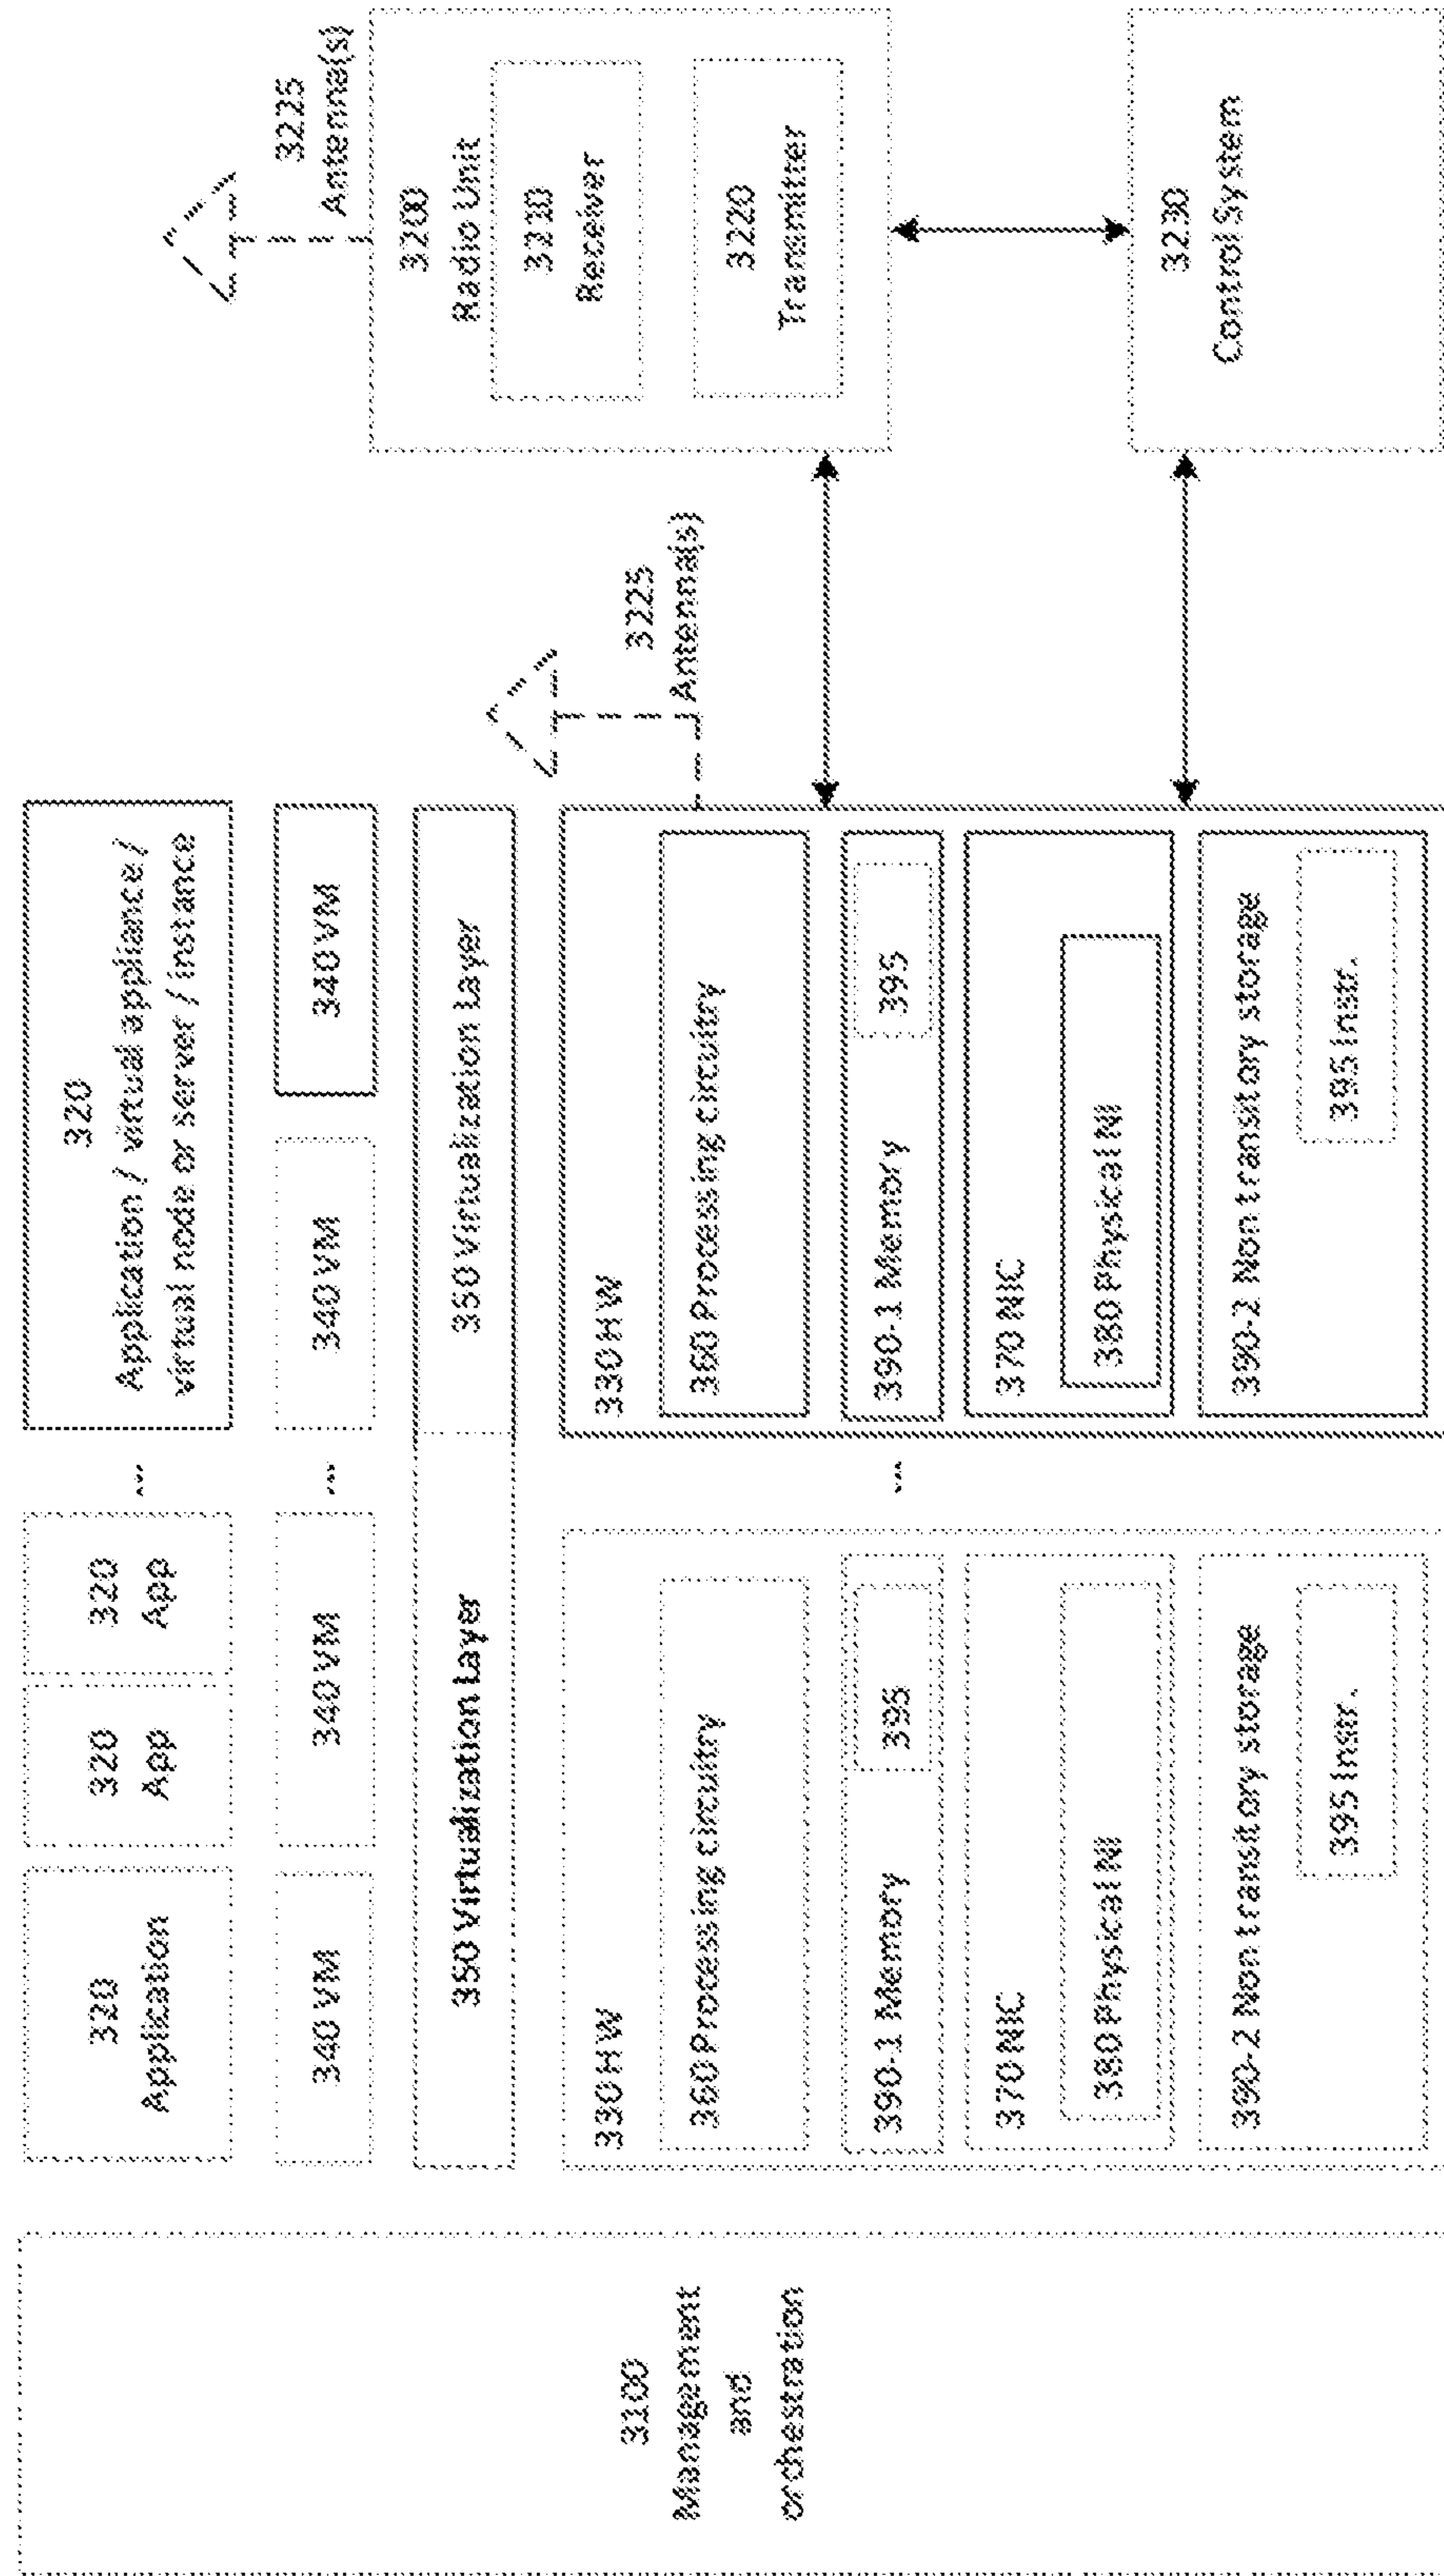 3100
Management
and
orchestration
320
Application
320
App
320
App
...
320
Application / virtual appliance /
virtual node or server / instance
340 VM
340 VM
...
340 VM
340 VM
350 Virtualization Layer
350 Virtualization Layer
330 HW
360 Processing circuitry
390-1 Memory
395
370 NIC
380 Physical NI
390-2 Non transitory storage
395 Instr.
...
330 HW
360 Processing circuitry
390-1 Memory
395
370 NIC
380 Physical NI
390-2 Non transitory storage
395 Instr.
3225
Antenna(s)
3225
Antenna(s)
3200
Radio Unit
3210
Receiver
3220
Transmitter
3230
Control System